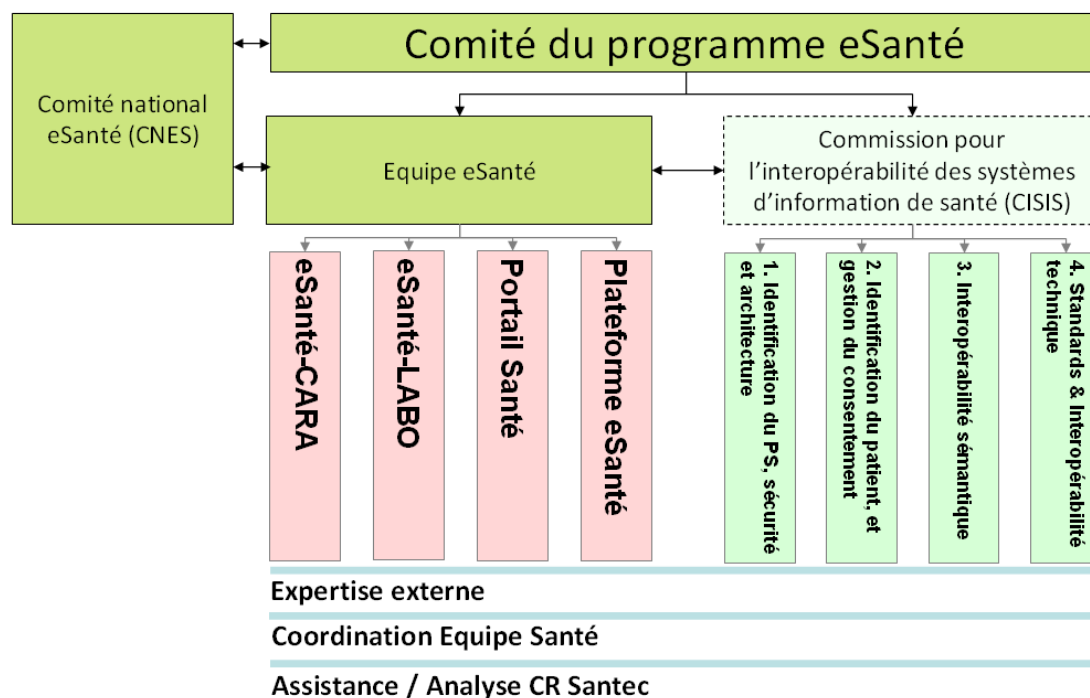 Comité du programme eSanté
Comité national
eSanté (CNES)
Equipe eSanté
Commission pour
l'interopérabilité des systèmes
d'information de santé (CISIS)
eSanté-CARA
eSanté-LABO
Portail Santé
Plateforme eSanté
1. Identification du PS, sécurité
et architecture
2. Identification du patient, et
gestion du consentement
3. Interopérabilité sémantique
4. Standards & Interopérabilité
technique
Expertise externe
Coordination Equipe Santé
Assistance / Analyse CR Santec